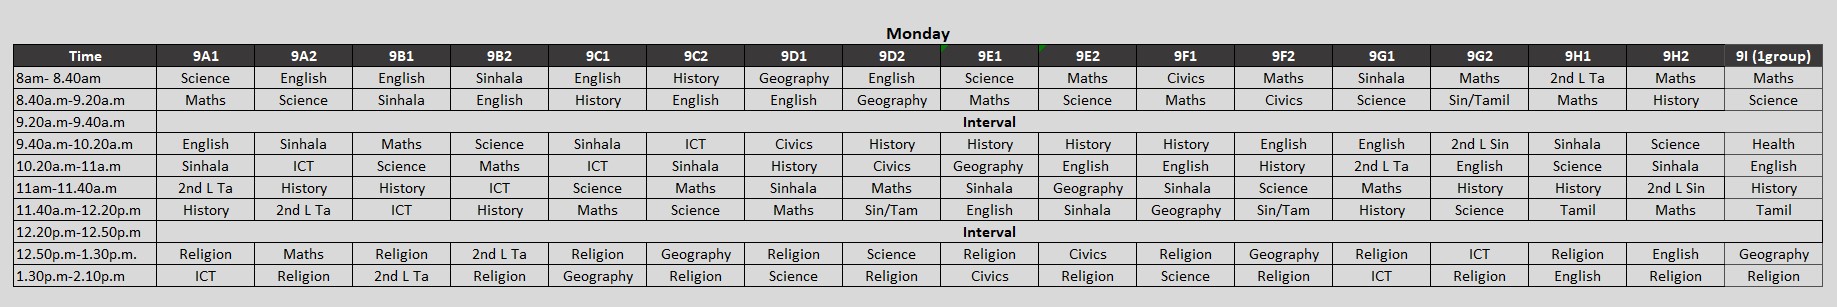 Monday
Time 9A1 9A2 9B1 9B2 9C1 9C2 9D1 9D2 9E1 9E2 9F1 9F2 9G1 9G2 9H1 9H2 9I (1group)
8am- 8.40am Science English English Sinhala English History Geography English Science Maths Civics Maths Sinhala Maths 2nd L Ta Maths Maths
8.40a.m-9.20a.m Maths Science Sinhala English History English English Geography Maths Science Maths Civics Science Sin/Tamil Maths History Science
9.20a.m-9.40a.m Interval
9.40a.m-10.20a.m English Sinhala Maths Science Sinhala ICT Civics History History History History English English 2nd L Sin Sinhala Science Health
10.20a.m-11a.m Sinhala ICT Science Maths ICT Sinhala History Civics Geography English English History 2nd L Ta English Science Sinhala English
11am-11.40a.m 2nd L Ta History History ICT Science Maths Sinhala Maths Sinhala Geography Sinhala Science Maths History History 2nd L Sin History
11.40a.m-12.20p.m History 2nd L Ta ICT History Maths Science Maths Sin/Tam English Sinhala Geography Sin/Tam History Science Tamil Maths Tamil
12.20p.m-12.50p.m Interval
12.50p.m-1.30p.m. Religion Maths Religion 2nd L Ta Religion Geography Religion Science Religion Civics Religion Geography Religion ICT Religion English Geography
1.30p.m-2.10p.m ICT Religion 2nd L Ta Religion Geography Religion Science Religion Civics Religion Science Religion ICT Religion English Religion Religion